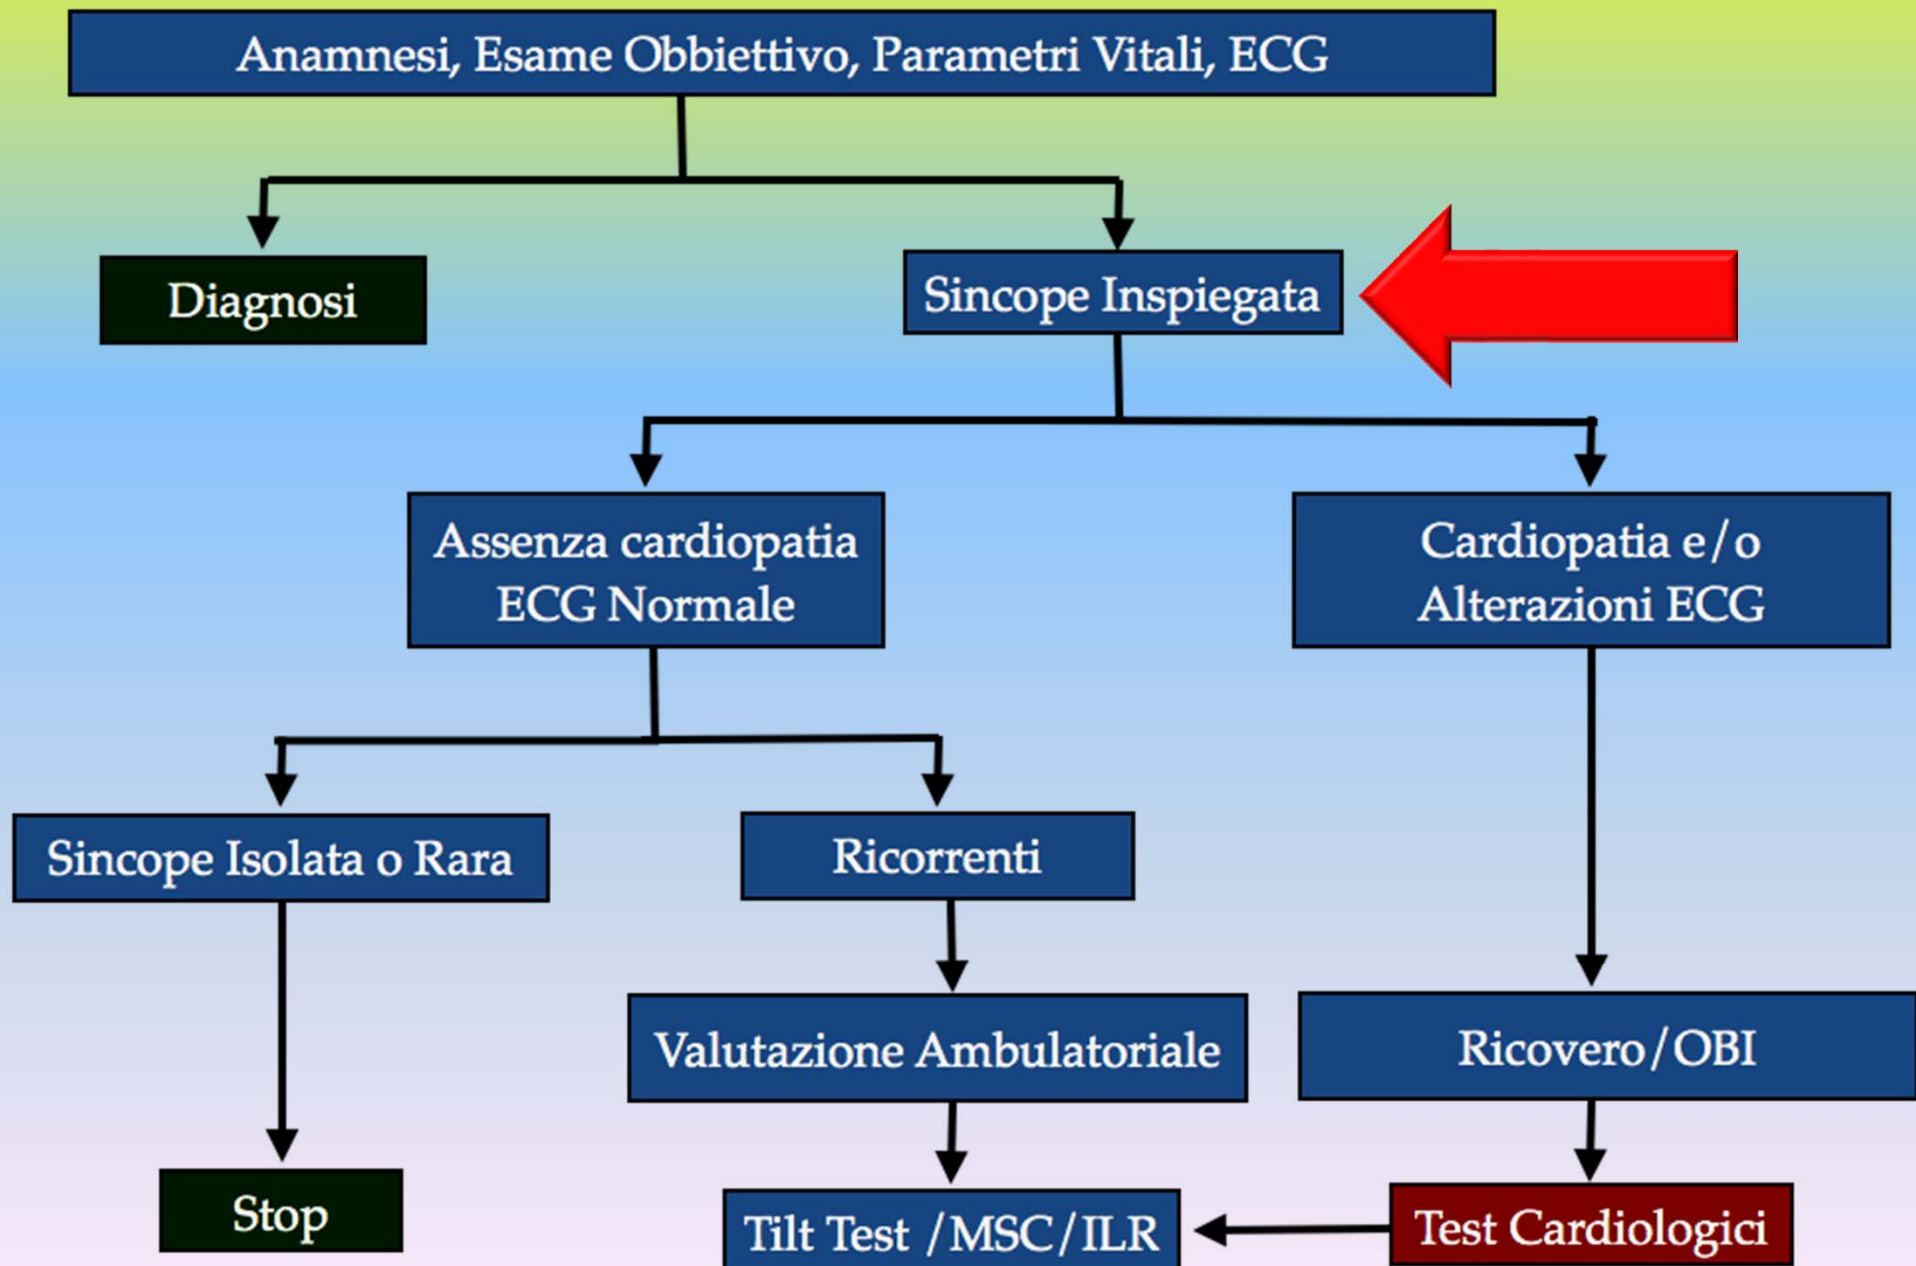 Anamnesi, Esame Obbiettivo, Parametri Vitali, ECG
Diagnosi
Sincope Inspiegata
Assenza cardiopatia
ECG Normale
Cardiopatia e/o
Alterazioni ECG
Sincope Isolata o Rara
Ricorrenti
Valutazione Ambulatoriale
Ricovero/OBI
Stop
Tilt Test /MSC/ILR
Test Cardiologici